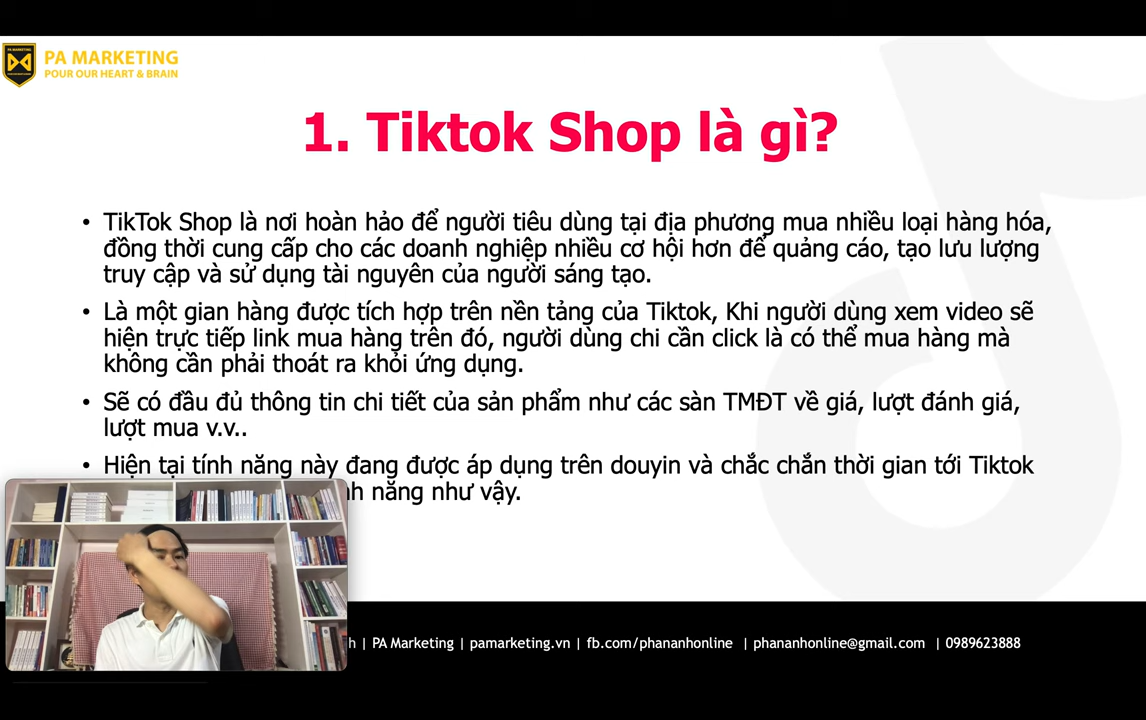 PA MARKETING
POUR OUR HEART & BRAIN
1. Tiktok Shop là gì?
• TikTok Shop là nơi hoàn hảo để người tiêu dùng tại địa phương mua nhiều loại hàng hóa,
đồng thời cung cấp cho các doanh nghiệp nhiều cơ hội hơn để quảng cáo, tạo lưu lượng
truy cập và sử dụng tài nguyên của người sáng tạo.
• Là một gian hàng được tích hợp trên nền tảng của Tiktok, Khi người dùng xem video sẽ
hiện trực tiếp link mua hàng trên đó, người dùng chi cần click là có thể mua hàng mà
không cần phải thoát ra khỏi ứng dụng.
• Sẽ có đầu đủ thông tin chi tiết của sản phẩm như các sàn TMĐT về giá, lượt đánh giá,
lượt mua v.v..
• Hiện tại tính năng này đang được áp dụng trên douyin và chắc chắn thời gian tới Tiktok
năng như vậy.
| PA Marketing | pamarketing.vn | fb.com/phananhonline | phananhonline@gmail.com | 0989623888